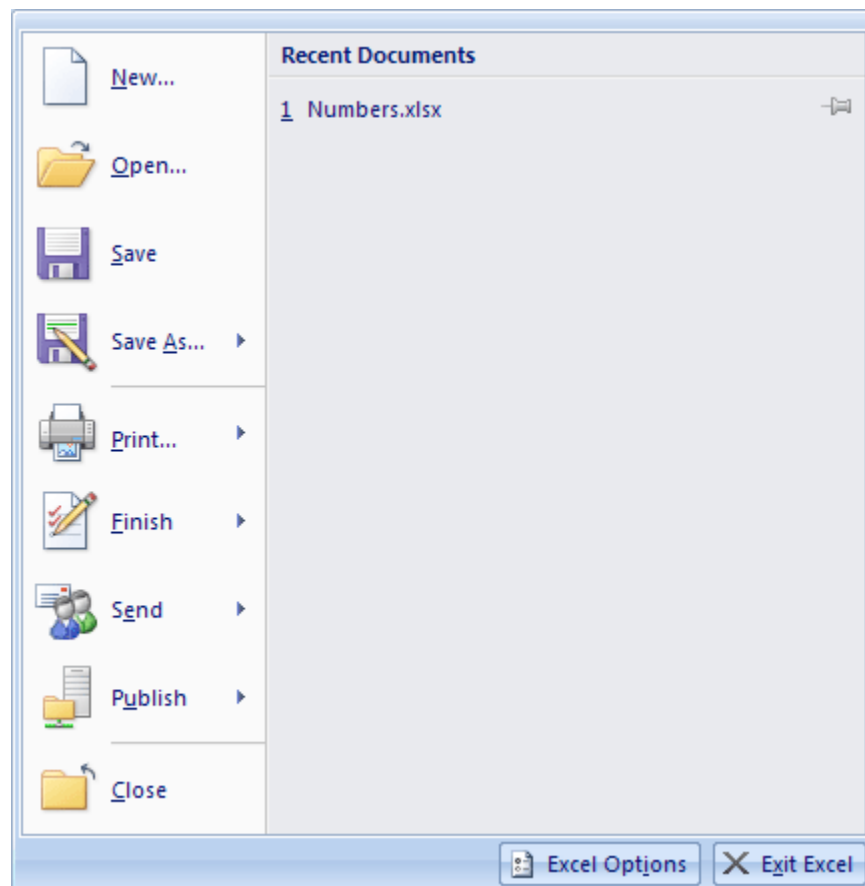 New...
Open...
Save
Save As...
Print...
Finish
Send
Publish
Close
Recent Documents
1 Numbers.xlsx
Excel Options
Exit Excel